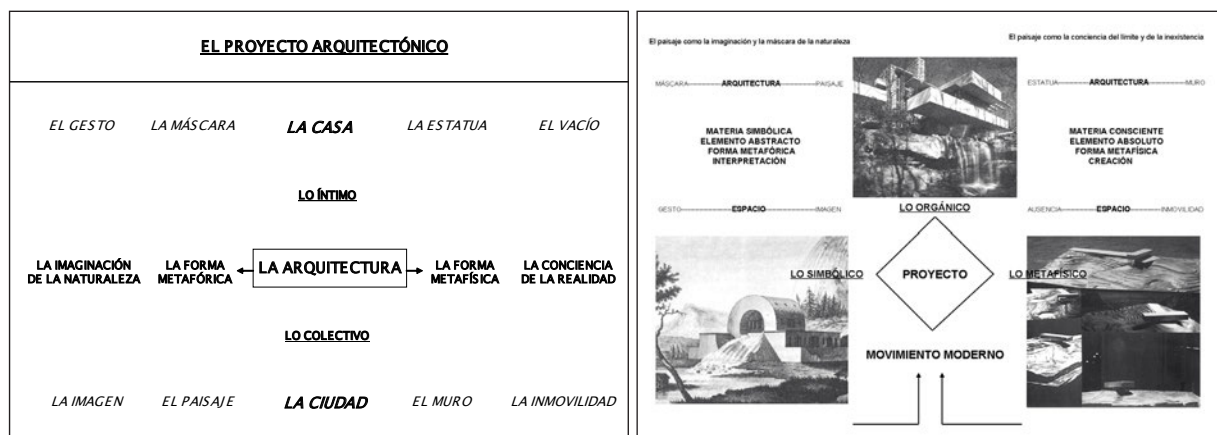 EL PROYECTO ARQUITECTÓNICO
EL GESTO LA MÁSCARA LA CASA LA ESTATUA EL VACÍO
LO ÍNTIMO
LA IMAGINACIÓN DE LA NATURALEZA
LA FORMA METAFÓRICA
LA ARQUITECTURA
LA FORMA METAFÍSICA
LA CONCIENCIA DE LA REALIDAD
LO COLECTIVO
LA IMAGEN EL PAISAJE LA CIUDAD EL MURO LA INMOVILIDAD
El paisaje como la imaginación y la máscara de la naturaleza
El paisaje como la conciencia del límite y de la inexistencia
MÁSCARA ARQUITECTURA PAISAJE
ESTATUA ARQUITECTURA MURO
MATERIA SIMBÓLICA
ELEMENTO ABSTRACTO
FORMA METAFÓRICA
INTERPRETACIÓN
MATERIA CONSCIENTE
ELEMENTO ABSOLUTO
FORMA METAFÍSICA
CREACIÓN
GESTO ESPACIO IMAGEN
LO ORGÁNICO
AUSENCIA ESPACIO INMOVILIDAD
LO SIMBÓLICO
PROYECTO
LO METAFÍSICO
MOVIMIENTO MODERNO